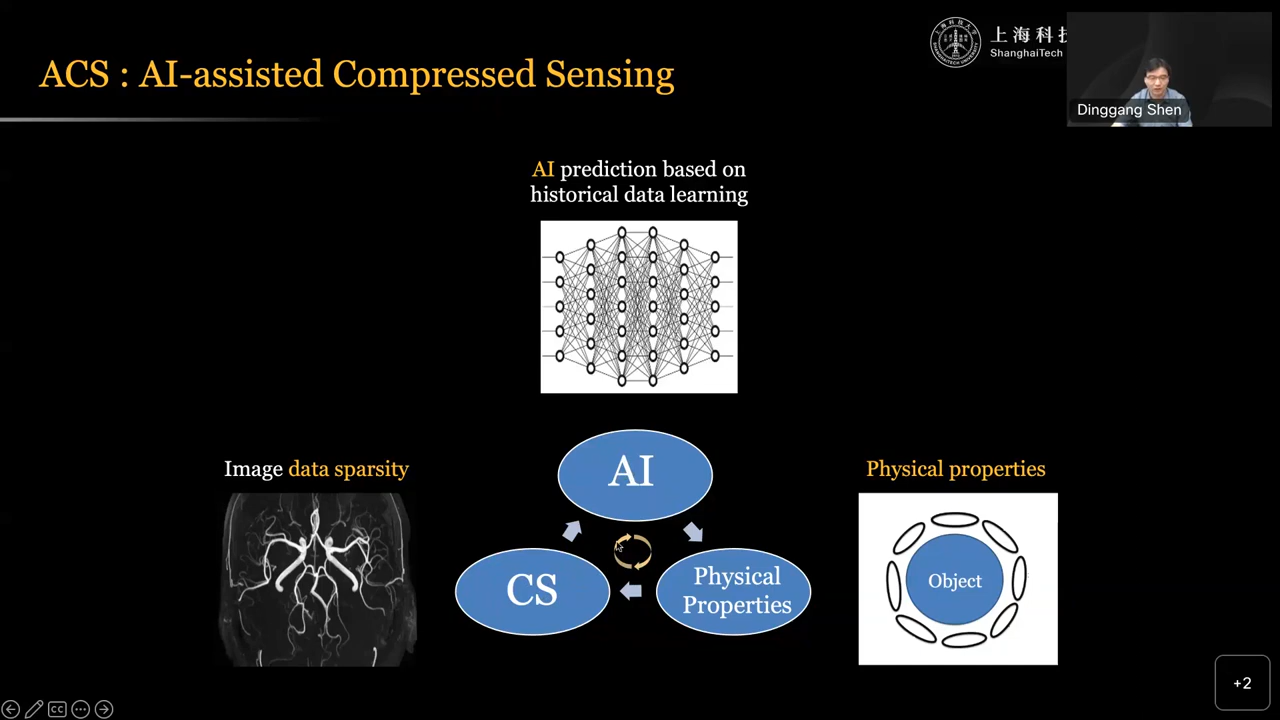 ACS : AI-assisted Compressed Sensing
上海科技
ShanghaiTech
Dinggang Shen
AI prediction based on
historical data learning
Image data sparsity
Physical properties
AI
CS
Physical
Properties
Object
CC
+2